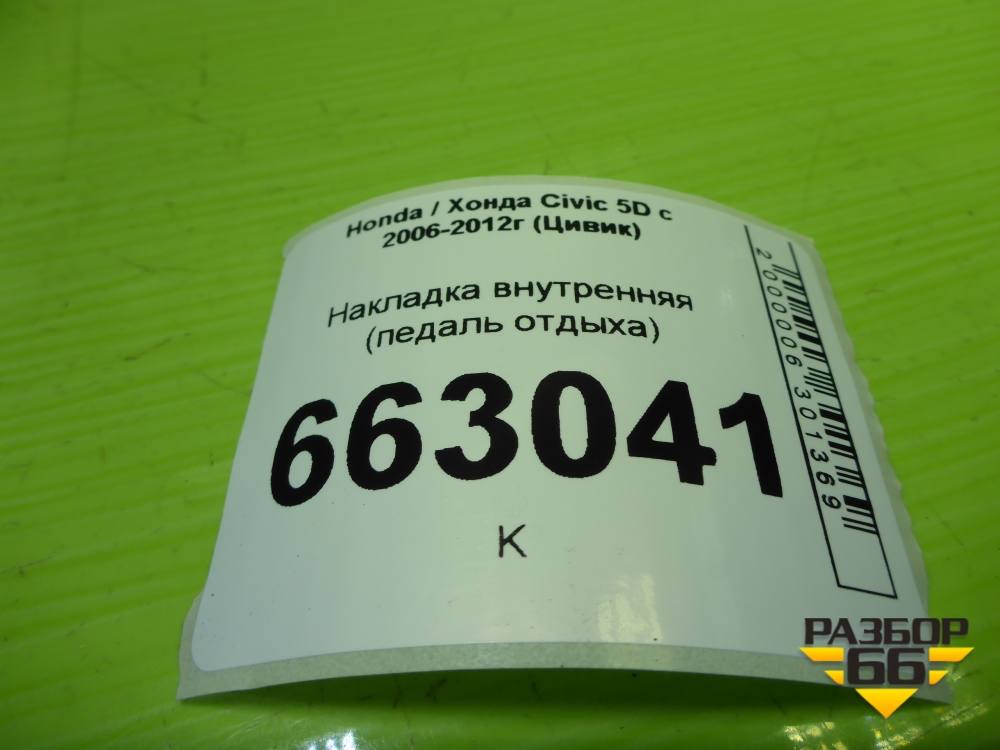 Honda / Хонда Civic 5D с
2006-2012г (Цивик)
Накладка внутренняя
(педаль отдыха)
663041
К
2000006301369
РАЗБОР
66